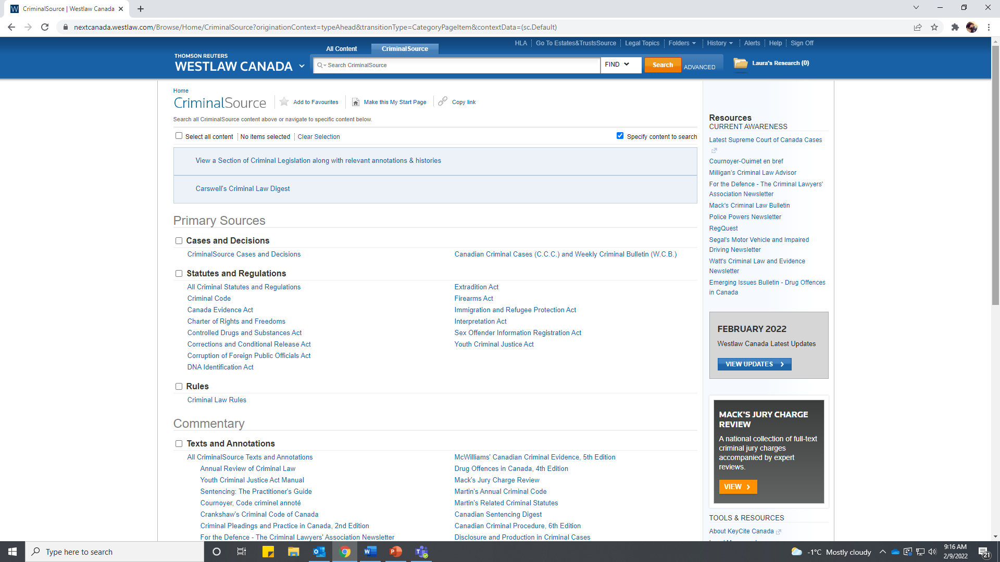 CriminalSource | Westlaw Canada
nextcanada.westlaw.com/Browse/Home/CriminalSource?originationContext=typeAhead&transitionType=CategoryPageItem&contextData=(sc.Default)
HLA Go To Estates&TrustsSource Legal Topics Folders History Alerts Help Sign Off
All Content CriminalSource
THOMSON REUTERS
WESTLAW CANADA
Search CriminalSource FIND Search ADVANCED Laura's Research (0)
Home
CriminalSource Add to Favourites Make this My Start Page Copy link
Search all CriminalSource content above or navigate to specific content below.
Select all content No items selected Clear Selection Specify content to search
View a Section of Criminal Legislation along with relevant annotations & histories
Carswell's Criminal Law Digest
Primary Sources
Cases and Decisions
CriminalSource Cases and Decisions Canadian Criminal Cases (C.C.C.) and Weekly Criminal Bulletin (W.C.B.)
Statutes and Regulations
All Criminal Statutes and Regulations
Criminal Code
Canada Evidence Act
Charter of Rights and Freedoms
Controlled Drugs and Substances Act
Corrections and Conditional Release Act
Corruption of Foreign Public Officials Act
DNA Identification Act
Extradition Act
Firearms Act
Immigration and Refugee Protection Act
Interpretation Act
Sex Offender Information Registration Act
Youth Criminal Justice Act
Rules
Criminal Law Rules
Commentary
Texts and Annotations
All CriminalSource Texts and Annotations
Annual Review of Criminal Law
Youth Criminal Justice Act Manual
Sentencing: The Practitioner's Guide
Cournoyer, Code criminel annoté
Crankshaw's Criminal Code of Canada
Criminal Pleadings and Practice in Canada, 2nd Edition
For the Defence - The Criminal Lawyers' Association Newsletter
McWilliams' Canadian Criminal Evidence, 5th Edition
Drug Offences in Canada, 4th Edition
Mack's Jury Charge Review
Martin's Annual Criminal Code
Martin's Related Criminal Statutes
Canadian Sentencing Digest
Canadian Criminal Procedure, 6th Edition
Disclosure and Production in Criminal Cases
Resources
CURRENT AWARENESS
Latest Supreme Court of Canada Cases
Cournoyer-Ouimet en bref
Milligan's Criminal Law Advisor
For the Defence - The Criminal Lawyers'
Association Newsletter
Mack's Criminal Law Bulletin
Police Powers Newsletter
RegQuest
Segal's Motor Vehicle and Impaired
Driving Newsletter
Watt's Criminal Law and Evidence
Newsletter
Emerging Issues Bulletin - Drug Offences
in Canada
FEBRUARY 2022
Westlaw Canada Latest Updates
VIEW UPDATES
MACK'S JURY CHARGE
REVIEW
A national collection of full-text
criminal jury charges
accompanied by expert
reviews.
VIEW
TOOLS & RESOURCES
About KeyCite Canada
Type here to search
-1°C Mostly cloudy
9:16 AM
2/9/2022
21